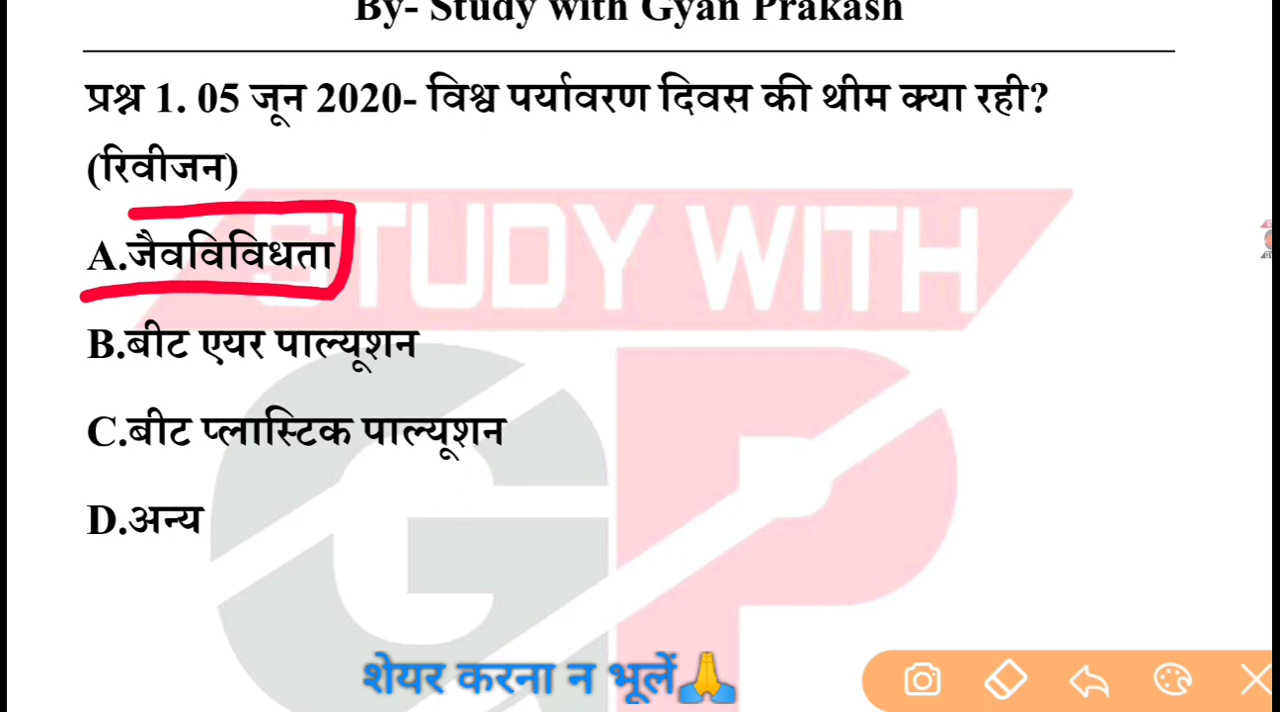 By- Study with Gyan Prakash
प्रश्न 1. 05 जून 2020- विश्व पर्यावरण दिवस की थीम क्या रही?
(रिवीजन)
A.जैवविविधता
B.बीट एयर पाल्यूशन
C.बीट प्लास्टिक पाल्यूशन
D.अन्य
STUDY WITH
GP
शेयर करना न भूलें🙏